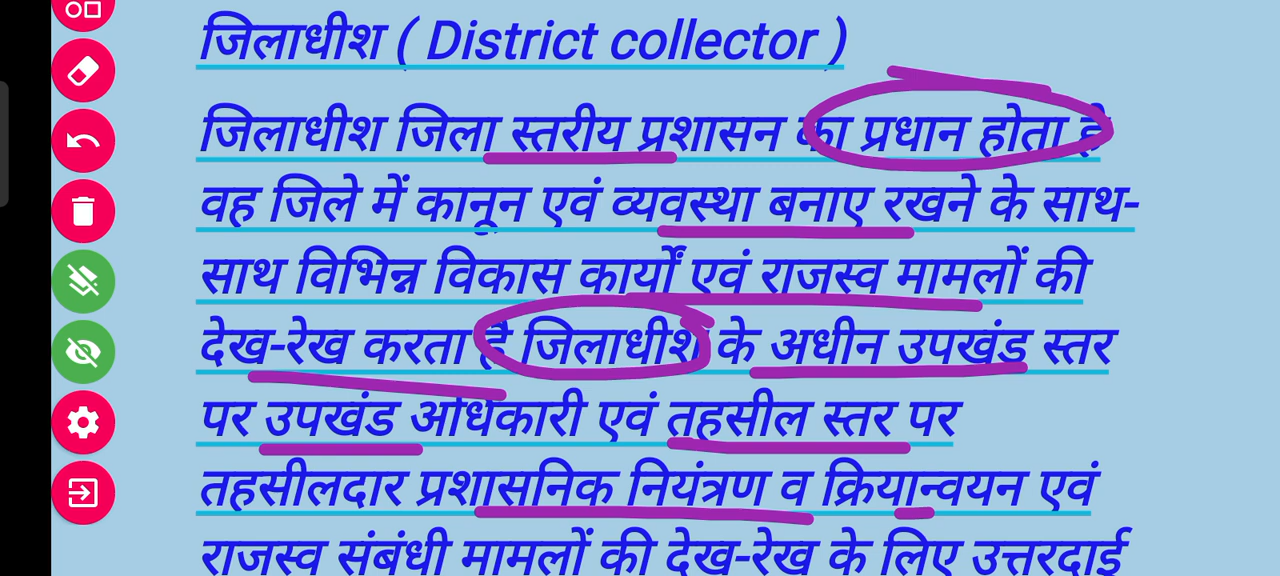 जिलाधीश ( District collector )
जिलाधीश जिला स्तरीय प्रशासन का प्रधान होता है
वह जिले में कानून एवं व्यवस्था बनाए रखने के साथ-
साथ विभिन्न विकास कार्यों एवं राजस्व मामलों की
देख-रेख करता है जिलाधीश के अधीन उपखंड स्तर
पर उपखंड अधिकारी एवं तहसील स्तर पर
तहसीलदार प्रशासनिक नियंत्रण व क्रियान्वयन एवं
राजस्व संबंधी मामलों की देख-रेख के लिए उत्तरदाई